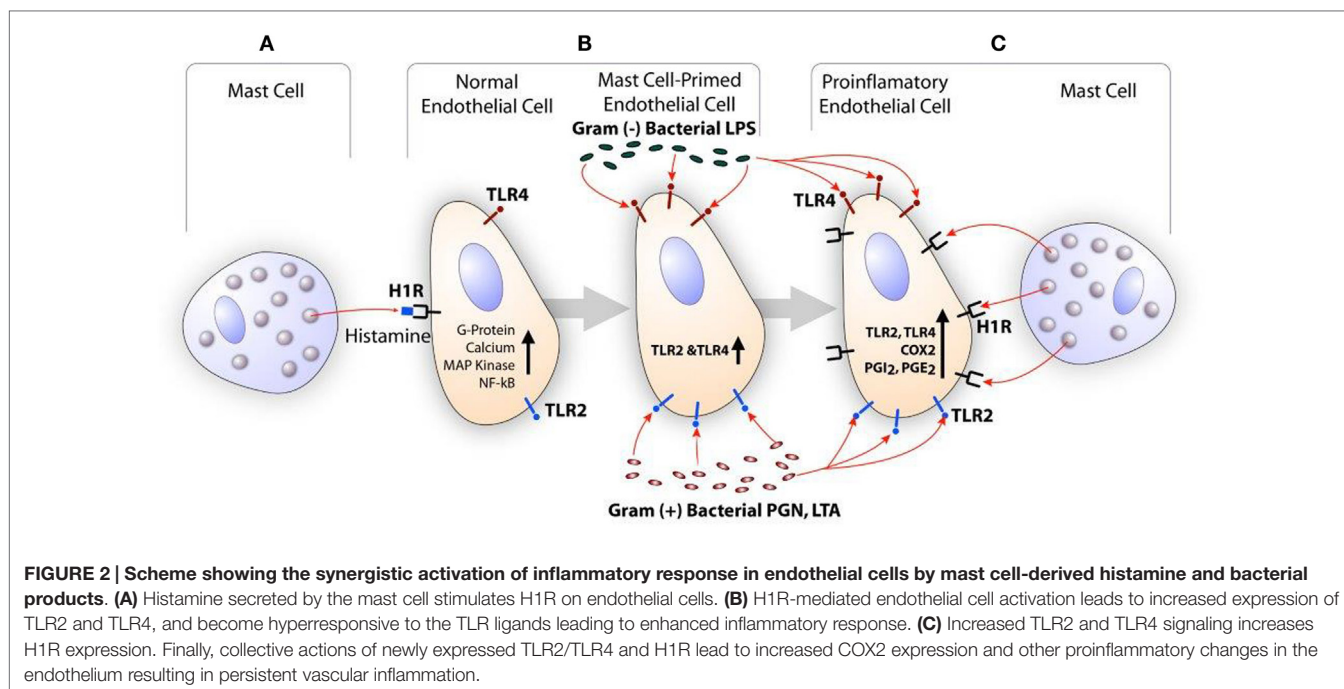 A
B
C
Mast Cell
Normal
Endothelial Cell
Mast Cell-Primed
Endothelial Cell
Proinflamatory
Endothelial Cell
Mast Cell
Gram (-) Bacterial LPS
TLR4
TLR4
H1R
Histamine
G-Protein
Calcium
MAP Kinase
NF-kB
TLR2 &TLR4
TLR2, TLR4
COX2
PGI2, PGE2
H1R
TLR2
TLR2
Gram (+) Bacterial PGN, LTA
FIGURE 2 | Scheme showing the synergistic activation of inflammatory response in endothelial cells by mast cell-derived histamine and bacterial
products. (A) Histamine secreted by the mast cell stimulates H1R on endothelial cells. (B) H1R-mediated endothelial cell activation leads to increased expression of
TLR2 and TLR4, and become hyperresponsive to the TLR ligands leading to enhanced inflammatory response. (C) Increased TLR2 and TLR4 signaling increases
H1R expression. Finally, collective actions of newly expressed TLR2/TLR4 and H1R lead to increased COX2 expression and other proinflammatory changes in the
endothelium resulting in persistent vascular inflammation.